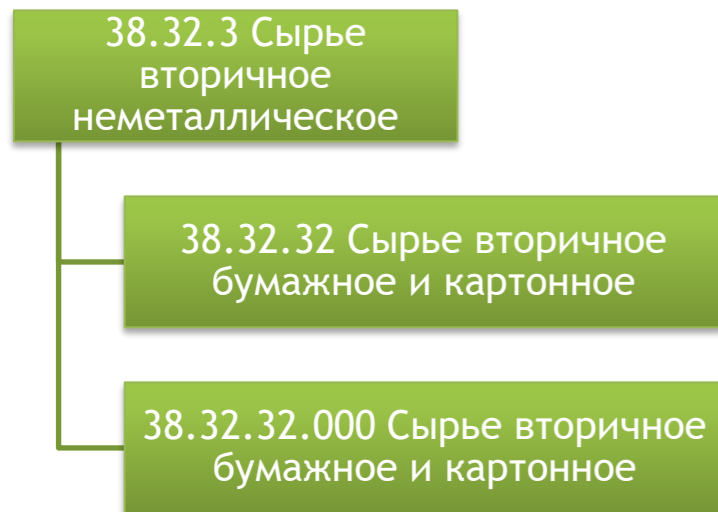 38.32.3 Сырье
вторичное
неметаллическое
38.32.32 Сырье вторичное
бумажное и картонное
38.32.32.000 Сырье вторичное
бумажное и картонное